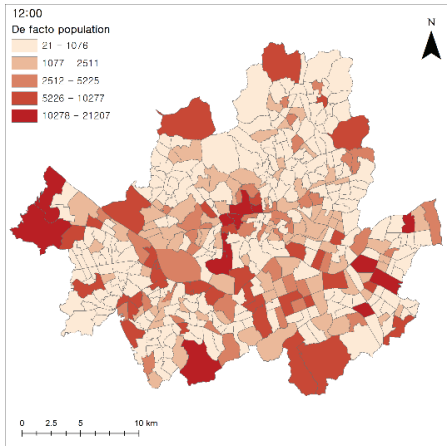 12:00
De facto population
21 - 1076
1077 - 2511
2512 - 5225
5226 - 10277
10278 - 21207
N
0 2.5 5 10 km